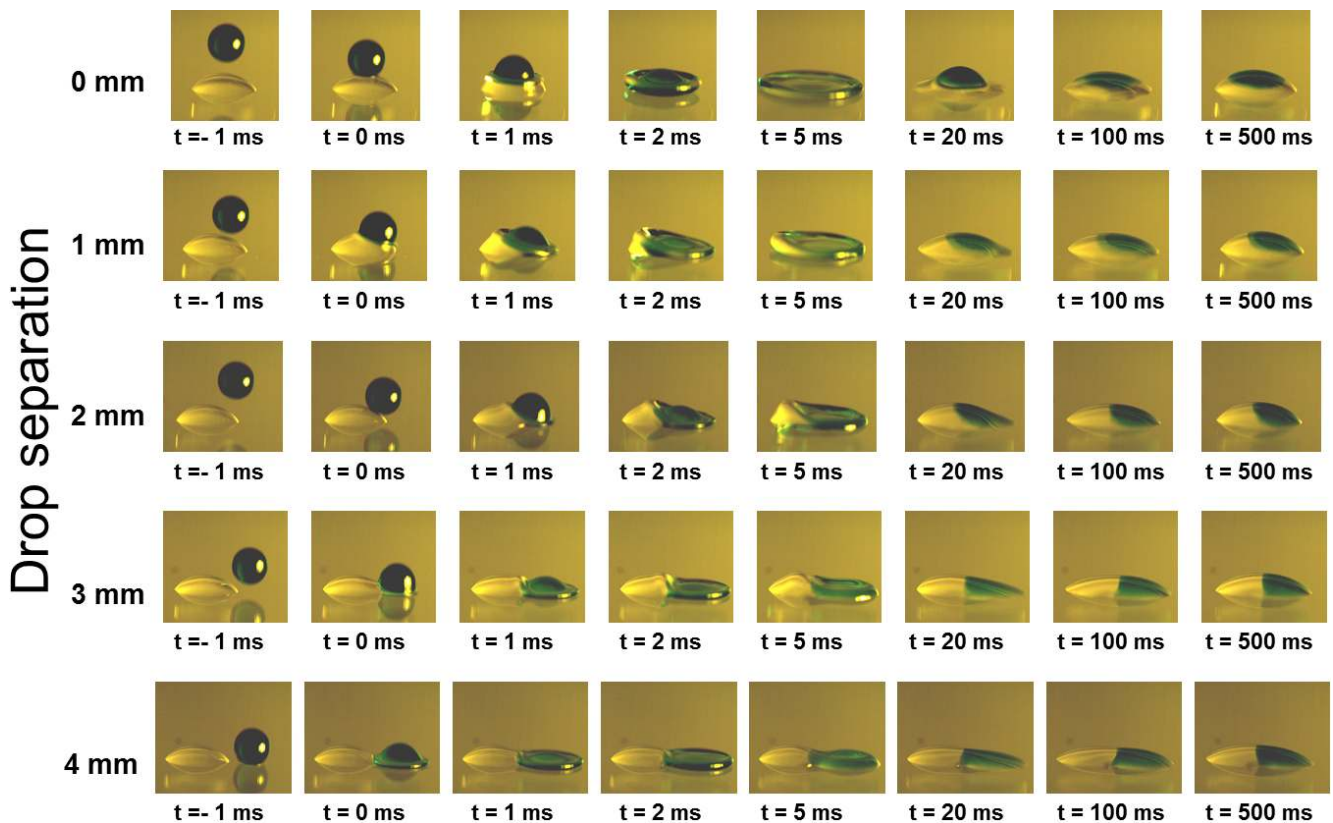 Drop separation
0 mm
t =- 1 ms t = 0 ms t = 1 ms t = 2 ms t = 5 ms t = 20 ms t = 100 ms t = 500 ms
1 mm
t =- 1 ms t = 0 ms t = 1 ms t = 2 ms t = 5 ms t = 20 ms t = 100 ms t = 500 ms
2 mm
t =- 1 ms t = 0 ms t = 1 ms t = 2 ms t = 5 ms t = 20 ms t = 100 ms t = 500 ms
3 mm
t =- 1 ms t = 0 ms t = 1 ms t = 2 ms t = 5 ms t = 20 ms t = 100 ms t = 500 ms
4 mm
t =- 1 ms t = 0 ms t = 1 ms t = 2 ms t = 5 ms t = 20 ms t = 100 ms t = 500 ms